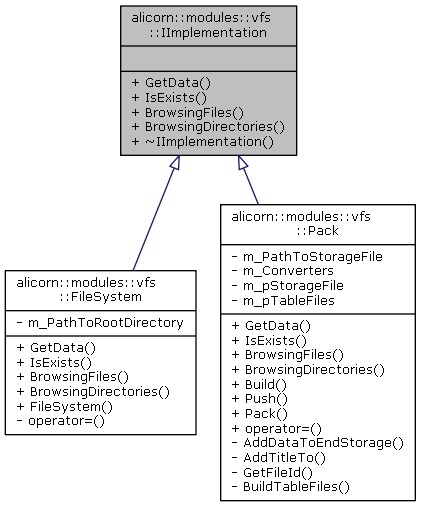 alicorn::modules::vfs
::IImplementation
+ GetData()
+ IsExists()
+ BrowsingFiles()
+ BrowsingDirectories()
+ ~IImplementation()
alicorn::modules::vfs
::FileSystem
- m_PathToRootDirectory
+ GetData()
+ IsExists()
+ BrowsingFiles()
+ BrowsingDirectories()
+ FileSystem()
- operator=()
alicorn::modules::vfs
::Pack
- m_PathToStorageFile
- m_Converters
- m_pStorageFile
- m_pTableFiles
+ GetData()
+ IsExists()
+ BrowsingFiles()
+ BrowsingDirectories()
+ Build()
+ Push()
+ Pack()
+ operator=()
- AddDataToEndStorage()
- AddTitleTo()
- GetFileId()
- BuildTableFiles()